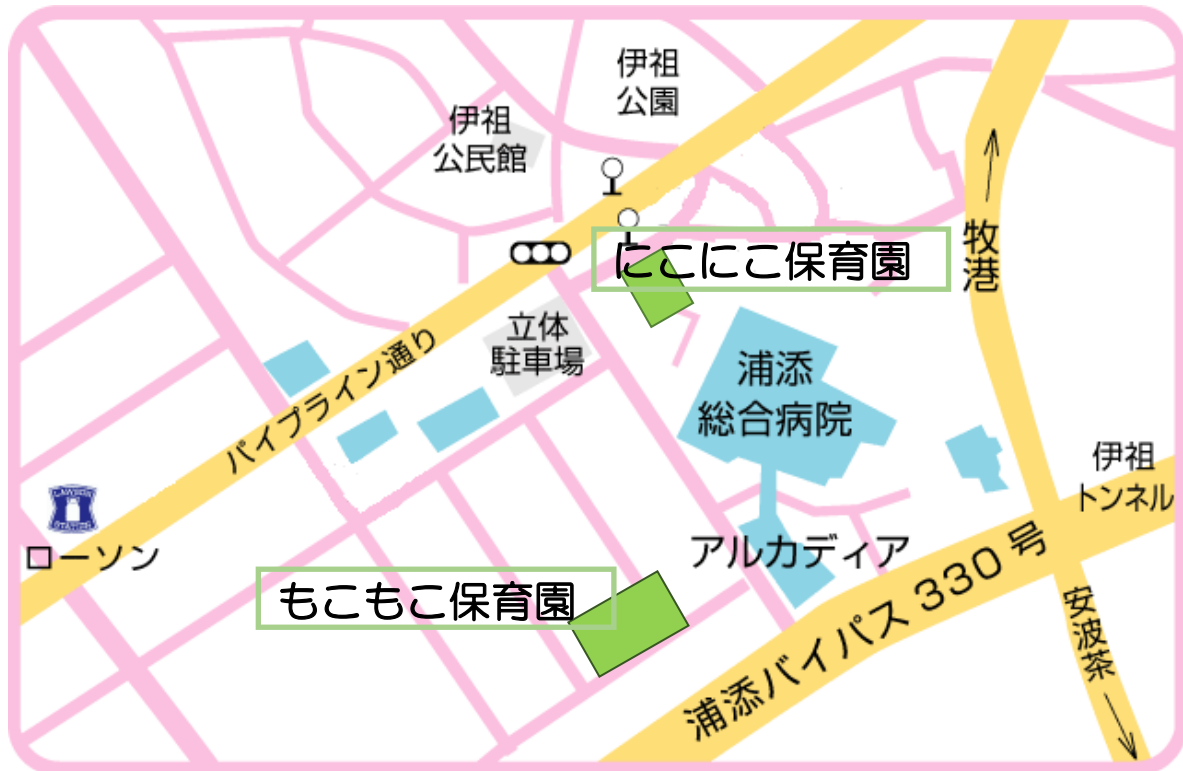 伊祖
公園
伊祖
公民館
にこにこ保育園
牧港
立体
駐車場
パイプライン通り
浦添
総合病院
伊祖
トンネル
LAWSON
STATION
ローソン
アルカディア
浦添バイパス 330 号
もこもこ保育園
安波茶